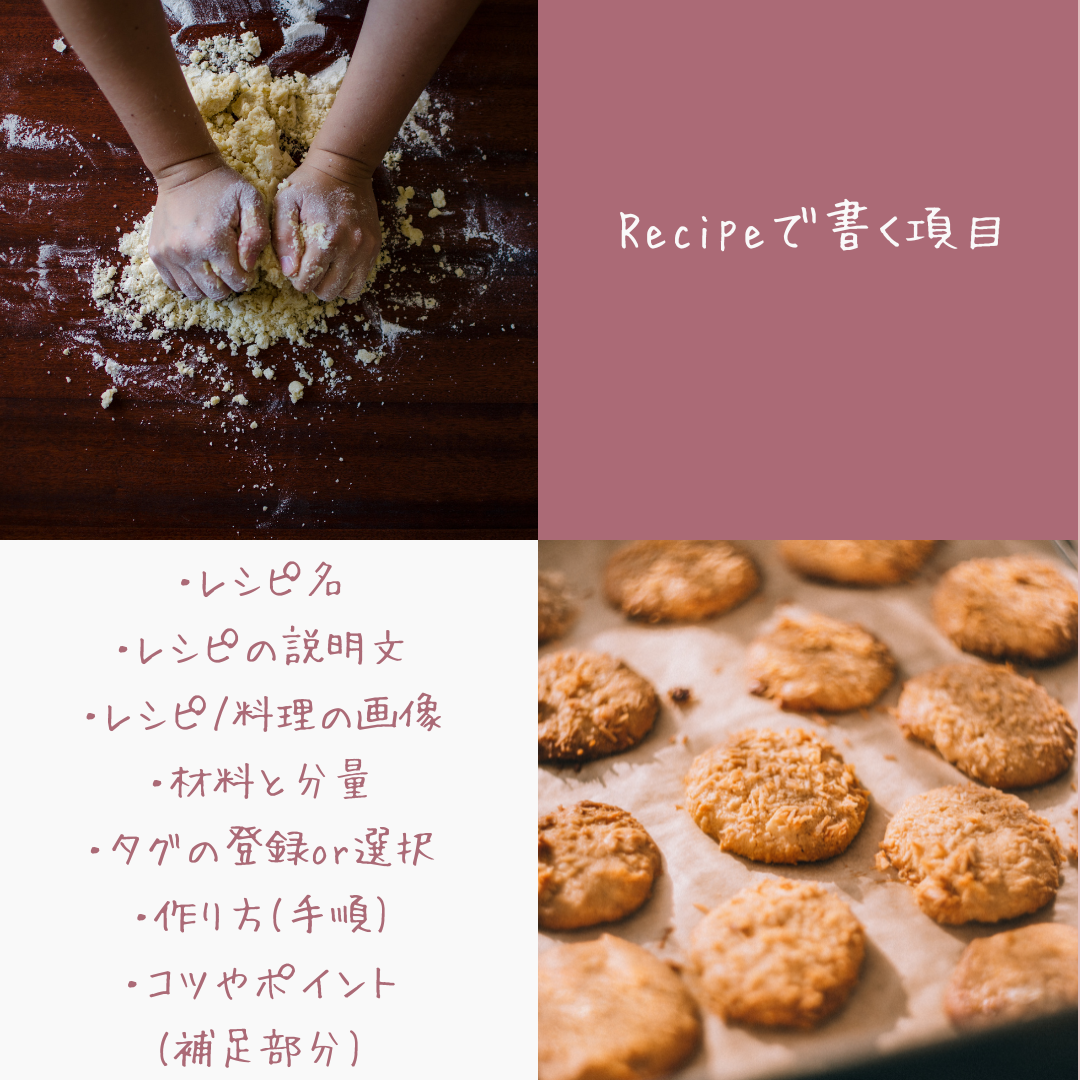 Recipeで書く項目
・レシピ名
・レシピの説明文
・レシピ/料理の画像
・材料と分量
・タグの登録or選択
・作り方(手順)
・コツやポイント
(補足部分)